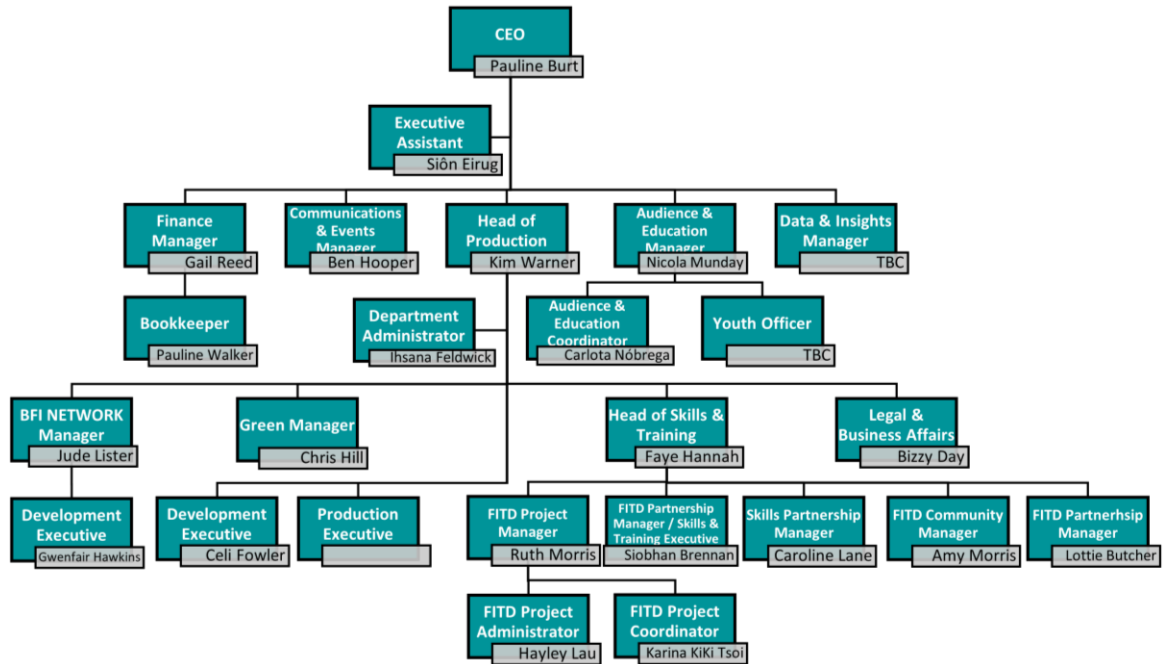 CEO
Pauline Burt
Executive
Assistant
Siôn Eirug
Finance
Manager
Gail Reed
Communications
& Events
Manager
Ben Hooper
Head of
Production
Kim Warner
Audience &
Education
Manager
Nicola Munday
Data & Insights
Manager
TBC
Bookkeeper
Pauline Walker
Department
Administrator
Ihsana Feldwick
Audience &
Education
Coordinator
Carlota Nóbrega
Youth Officer
TBC
BFI NETWORK
Manager
Jude Lister
Green Manager
Chris Hill
Head of Skills &
Training
Faye Hannah
Legal &
Business Affairs
Bizzy Day
Development
Executive
Gwenfair Hawkins
Development
Executive
Celi Fowler
Production
Executive
FITD Project
Manager
Ruth Morris
FITD Partnership
Manager / Skills &
Training Executive
Siobhan Brennan
Skills Partnership
Manager
Caroline Lane
FITD Community
Manager
Amy Morris
FITD Partnerhsip
Manager
Lottie Butcher
FITD Project
Administrator
Hayley Lau
FITD Project
Coordinator
Karina KiKi Tsoi